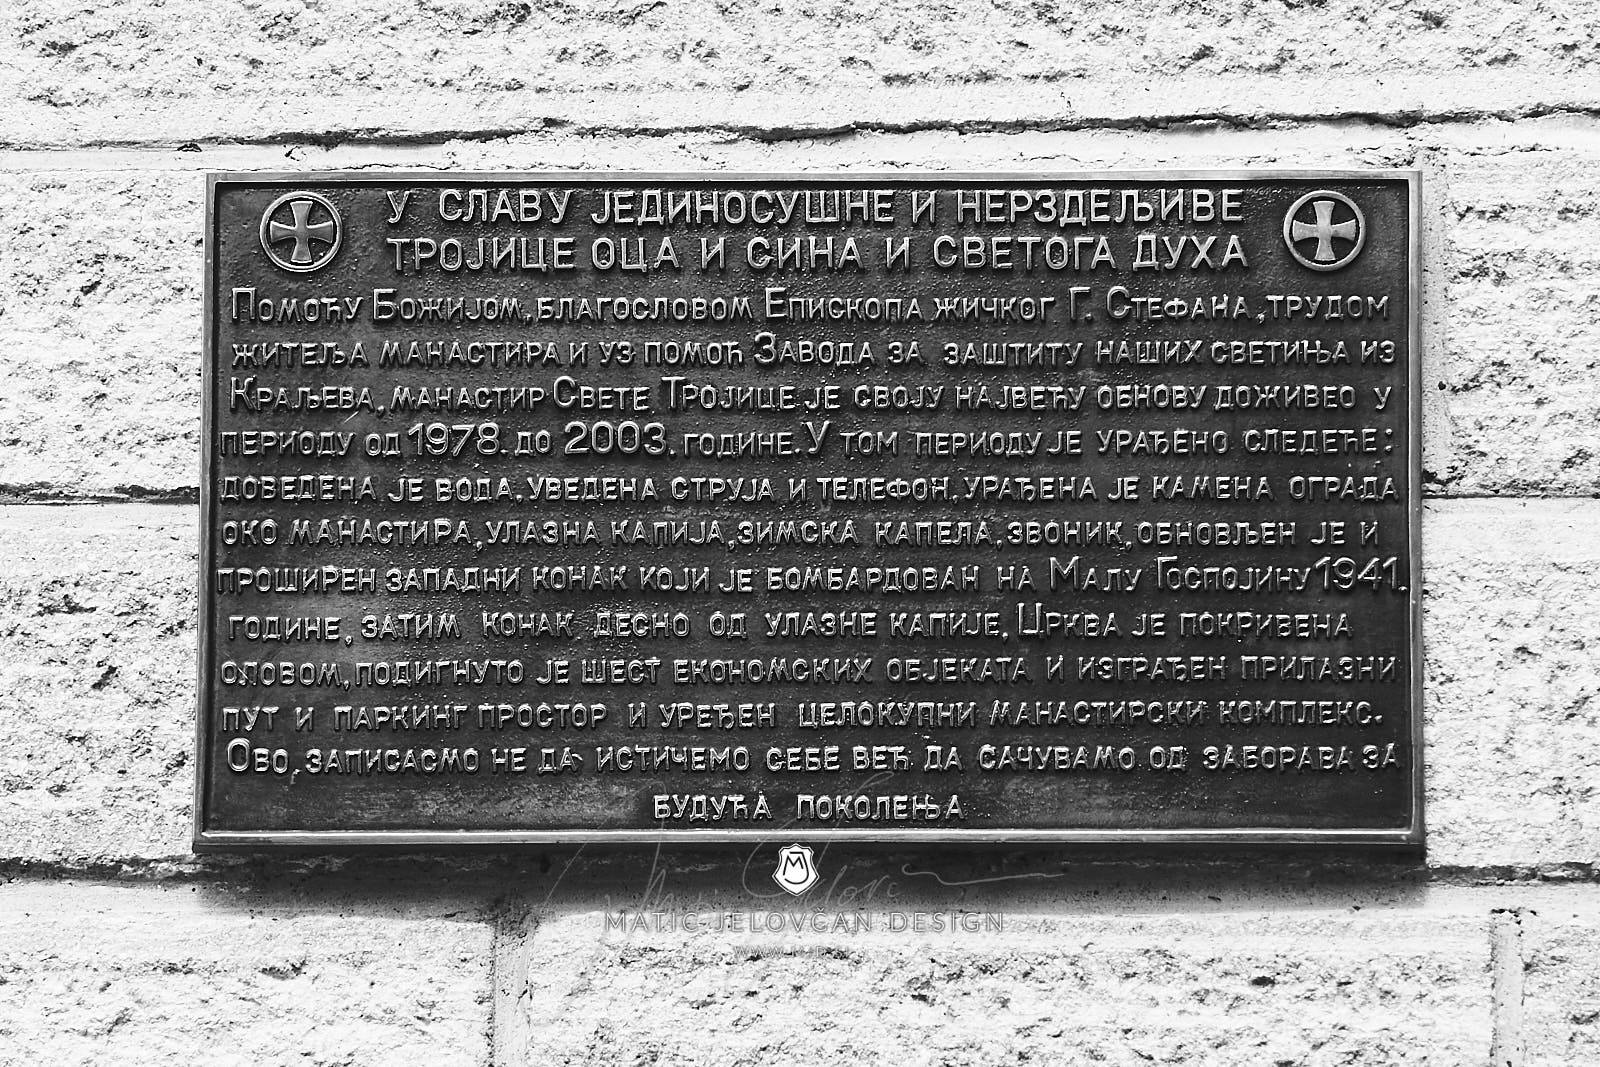 У СЛАВУ ЈЕДИНОСУШНЕ И НЕРЗДЕЉИВЕ
ТРОЈИЦЕ ОЦА И СИНА И СВЕТОГА ДУХА
Помоћу Божијом, благословом Епископа жичког Г. Стефана, трудом
житеља манастира и уз помоћ Завода за заштиту наших светиња из
Краљева, манастир Свете Тројице је своју највећу обнову доживео у
периоду од 1978. до 2003. године. У том периоду је урађено следеће:
доведена је вода, уведена струја и телефон, урађена је камена ограда
око манастира, улазна капија, зимска капела, звоник, обновљен је и
проширен западни конак који је бомбардован на Малу Госпојину 1941.
године, затим конак десно од улазне капије, Црква је покривена
оловом, подигнуто је шест економских објеката и изграђен прилазни
пут и паркинг простор и уређен целокупни манастирски комплекс.
Ово, записасмо не да истичемо себе већ да сачувамо од заборава за
будућа поколења
MJ
MATIC JELOVČAN DESIGN